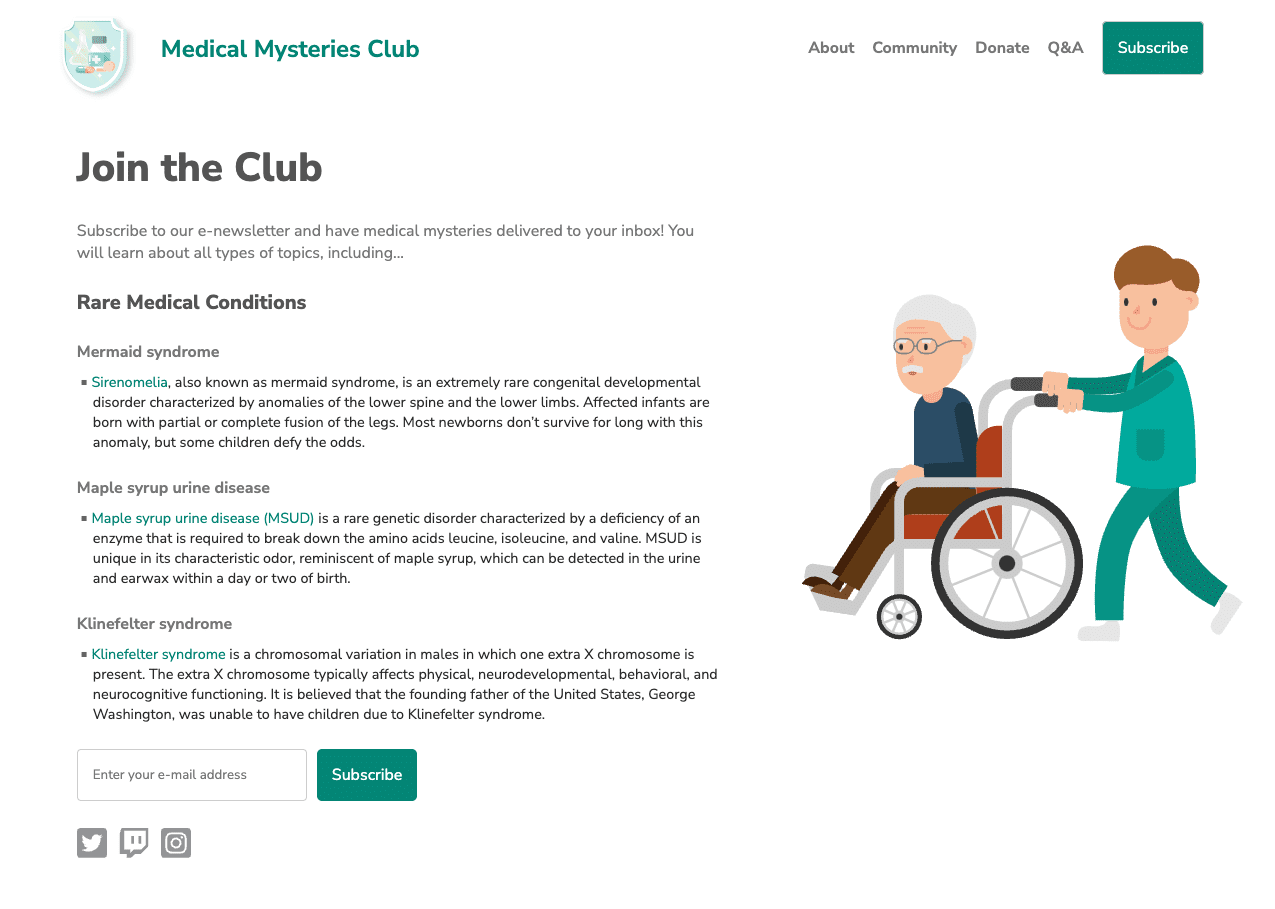 Medical Mysteries Club
About Community Donate Q&A Subscribe
Join the Club
Subscribe to our e-newsletter and have medical mysteries delivered to your inbox! You
will learn about all types of topics, including...
Rare Medical Conditions
Mermaid syndrome
▪ Sirenomelia, also known as mermaid syndrome, is an extremely rare congenital developmental
disorder characterized by anomalies of the lower spine and the lower limbs. Affected infants are
born with partial or complete fusion of the legs. Most newborns don't survive for long with this
anomaly, but some children defy the odds.
Maple syrup urine disease
▪ Maple syrup urine disease (MSUD) is a rare genetic disorder characterized by a deficiency of an
enzyme that is required to break down the amino acids leucine, isoleucine, and valine. MSUD is
unique in its characteristic odor, reminiscent of maple syrup, which can be detected in the urine
and earwax within a day or two of birth.
Klinefelter syndrome
▪ Klinefelter syndrome is a chromosomal variation in males in which one extra X chromosome is
present. The extra X chromosome typically affects physical, neurodevelopmental, behavioral, and
neurocognitive functioning. It is believed that the founding father of the United States, George
Washington, was unable to have children due to Klinefelter syndrome.
Enter your e-mail address Subscribe